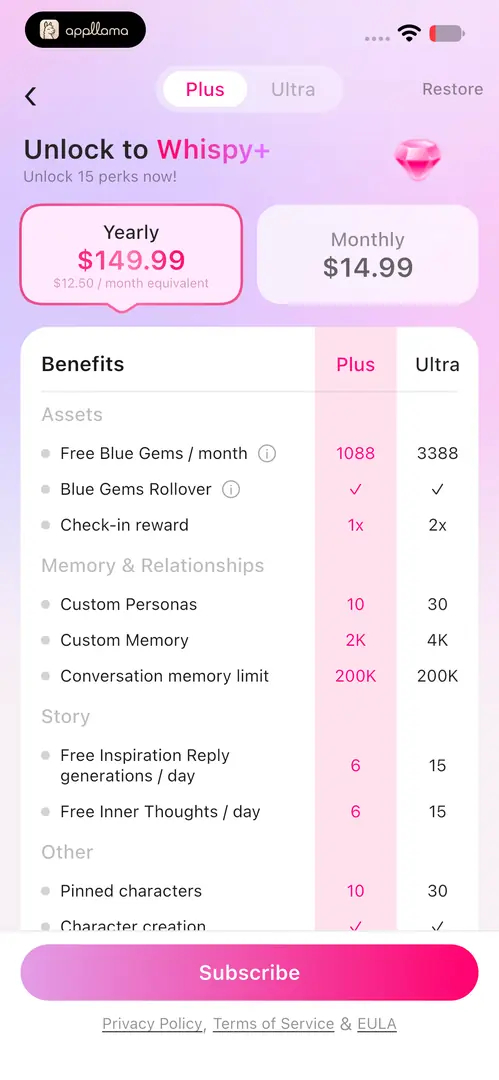 appllama
Plus
Ultra
Restore
Unlock to Whispy+
Unlock 15 perks now!
Yearly
$149.99
$12.50 / month equivalent
Monthly
$14.99
Benefits Plus Ultra
Assets
Free Blue Gems / month 1088 3388
Blue Gems Rollover ✓ ✓
Check-in reward 1x 2x
Memory & Relationships
Custom Personas 10 30
Custom Memory 2K 4K
Conversation memory limit 200K 200K
Story
Free Inspiration Reply
generations / day 6 15
Free Inner Thoughts / day 6 15
Other
Pinned characters 10 30
Character creation ✓ ✓
Subscribe
Privacy Policy, Terms of Service & EULA